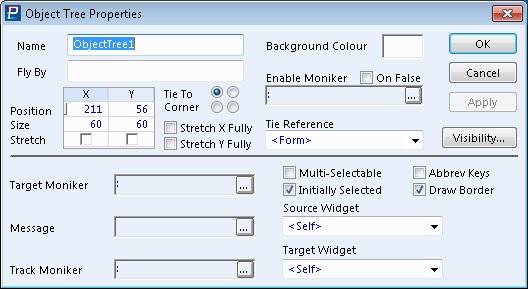 Object Tree Properties
Name
ObjectTree1
Background Colour
OK
Fly By
Enable Moniker
On False
Cancel
X Y
Tie To Corner
:
...
Apply
Position 211 56
Size 60 60
Stretch
Stretch X Fully
Stretch Y Fully
Tie Reference
<Form>
Visibility...
Target Moniker : ...
Multi-Selectable
Abbrev Keys
Initially Selected
Draw Border
Message ...
Source Widget
<Self>
Track Moniker : ...
Target Widget
<Self>